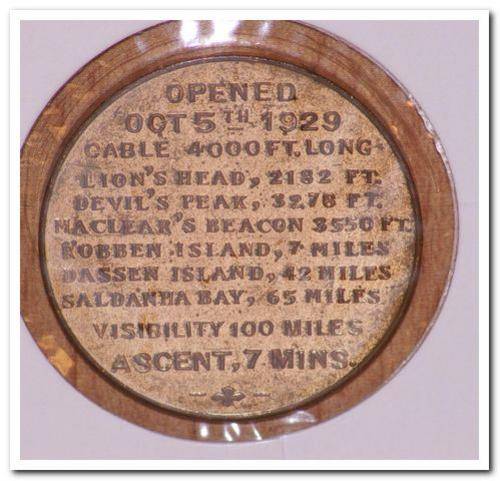 OPENED
OCT 5TH 1929
CABLE 4000 FT. LONG
LION'S HEAD, 2182 FT.
DEVIL'S PEAK, 3278 FT.
MACLEAR'S BEACON 3550 FT.
ROBBEN ISLAND, 7 MILES
DASSEN ISLAND, 42 MILES
SALDANHA BAY, 65 MILES
VISIBILITY 100 MILES
ASCENT, 7 MINS.